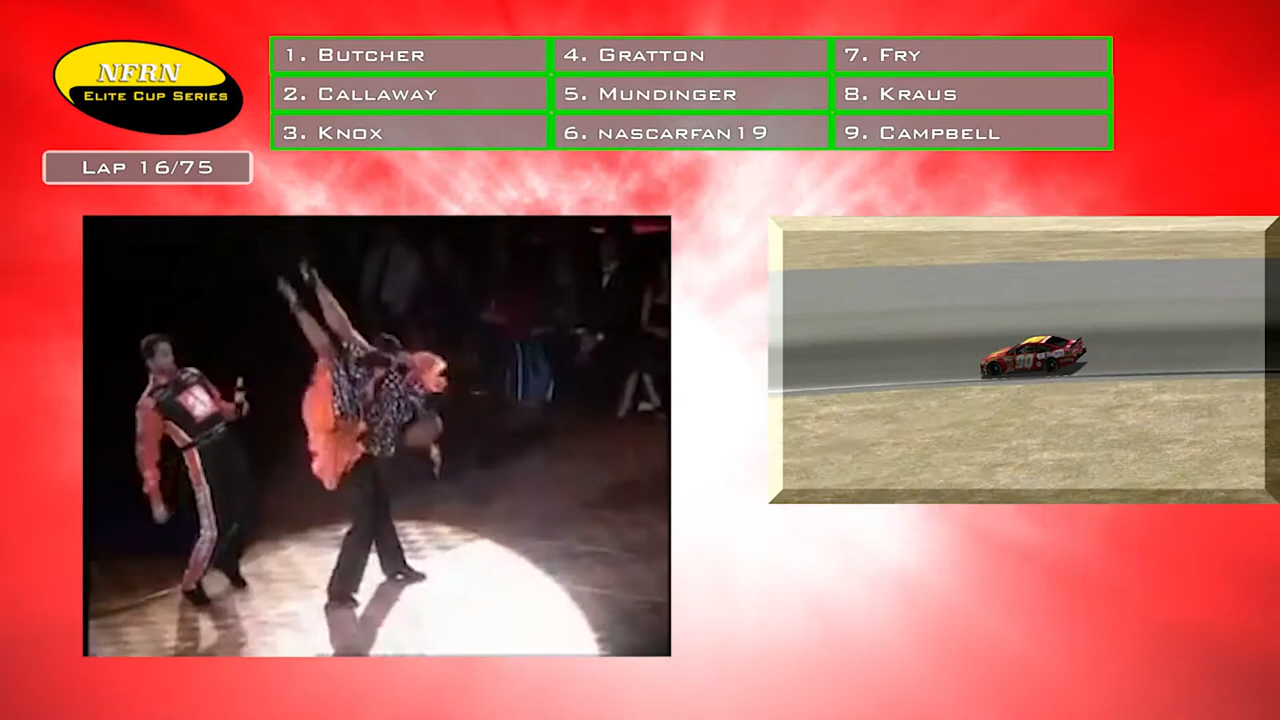 NFRN
Elite Cup Series
1. Butcher
2. Callaway
3. Knox
4. Gratton
5. Mundinger
6. nascarfan19
7. Fry
8. Kraus
9. Campbell
Lap 16/75
90